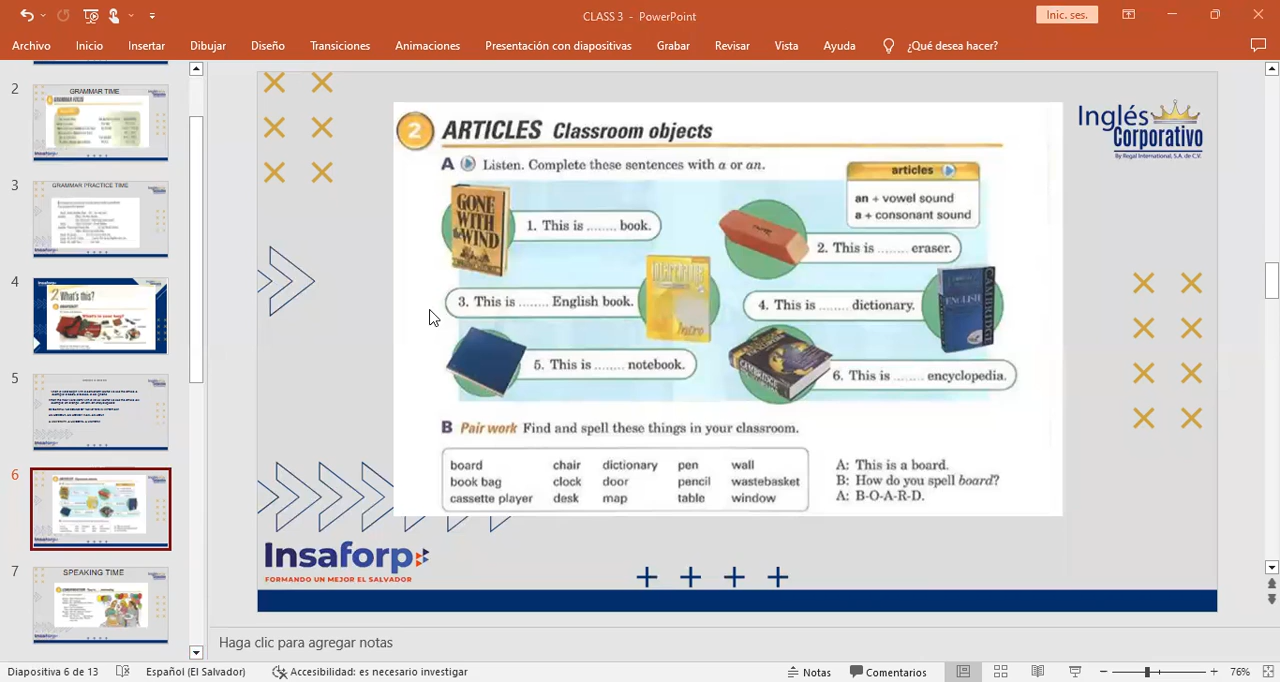 CLASS 3 - PowerPoint
Inic. ses.
Archivo Inicio Insertar Dibujar Diseño Transiciones Animaciones Presentación con diapositivas Grabar Revisar Vista Ayuda ¿Qué desea hacer?
2
GRAMMAR TIME
3
GRAMMAR PRACTICE TIME
4
2 What's this?
5
6
7
SPEAKING TIME
2 ARTICLES Classroom objects
A Listen. Complete these sentences with a or an.
articles
an + vowel sound
a + consonant sound
GONE WITH the WIND
1. This is ........ book.
2. This is ........ eraser.
3. This is ........ English book.
Intro
4. This is ........ dictionary.
ENGLISH
CAMBRIDGE
5. This is ........ notebook.
6. This is ........ encyclopedia.
B Pair work Find and spell these things in your classroom.
board chair dictionary pen wall
book bag clock door pencil wastebasket
cassette player desk map table window
A: This is a board.
B: How do you spell board?
A: B-O-A-R-D.
Inglés
Corporativo
By Regal International, S.A. de C.V.
Insaforp
FORMANDO UN MEJOR EL SALVADOR
Haga clic para agregar notas
Diapositiva 6 de 13 Español (El Salvador) Accesibilidad: es necesario investigar Notas Comentarios 76%